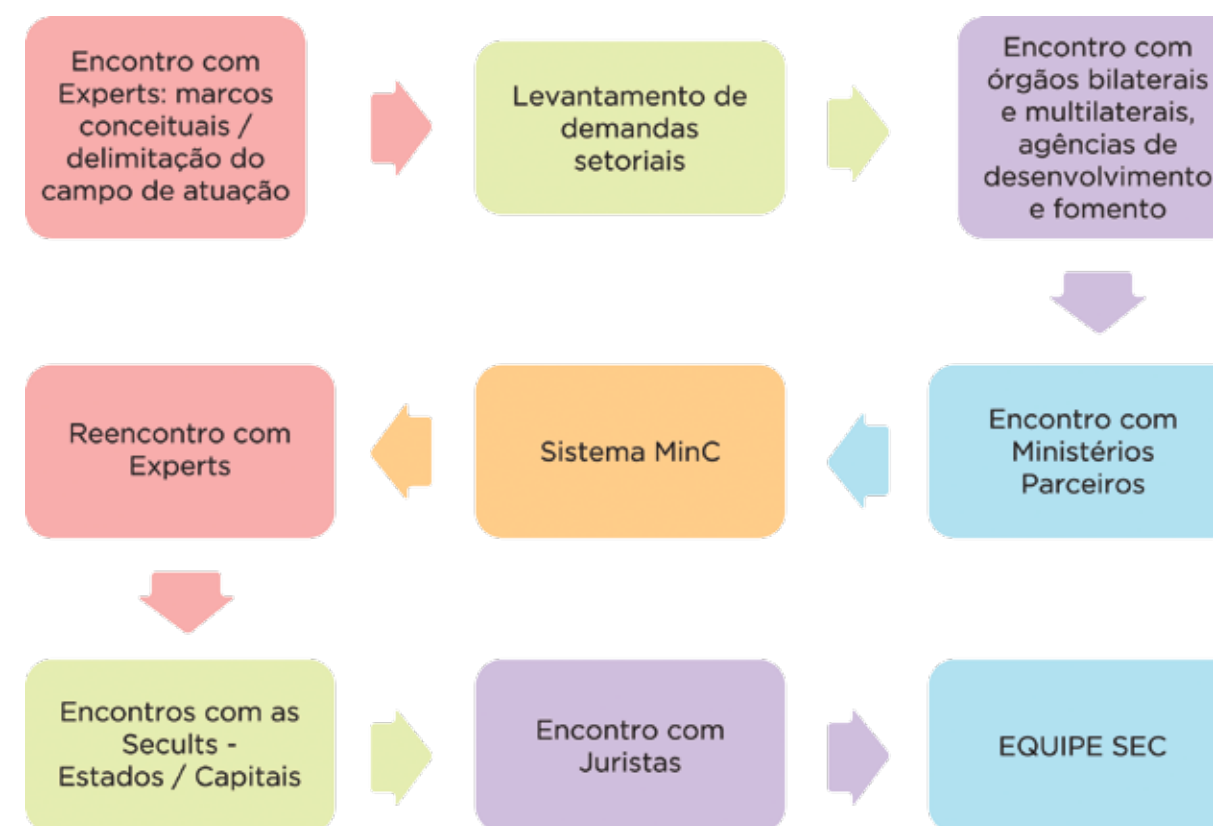 Encontro com
Experts: marcos
conceituais /
delimitação do
campo de atuação
Levantamento de
demandas
setoriais
Encontro com
órgãos bilaterais
e multilaterais,
agências de
desenvolvimento
e fomento
Encontro com
Ministérios
Parceiros
Sistema MinC
Reencontro com
Experts
Encontros com as
Secults -
Estados / Capitais
Encontro com
Juristas
EQUIPE SEC